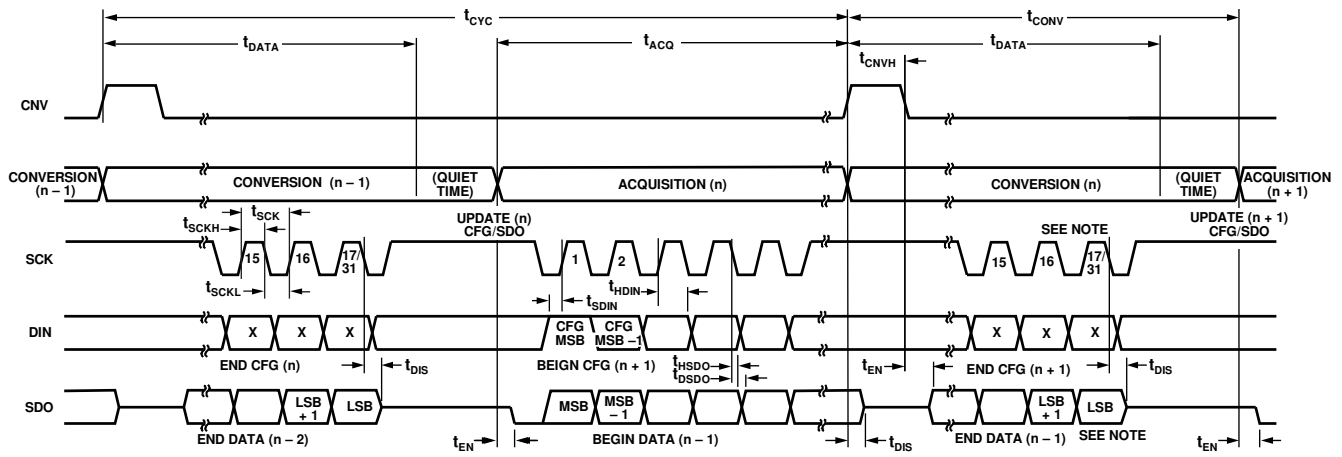 tCYC
tCONV
tDATA
tACQ
tDATA
tCNVH
CNV
CONVERSION
(n – 1)
CONVERSION (n – 1)
(QUIET
TIME)
ACQUISITION (n)
CONVERSION (n)
(QUIET
TIME)
ACQUISITION
(n + 1)
UPDATE (n)
CFG/SDO
UPDATE (n + 1)
CFG/SDO
tSCK
tSCKH
SEE NOTE
SCK
15
16
17/
31
1
2
15
16
17/
31
tSCKL
tHDIN
tSDIN
DIN
X
X
X
CFG
MSB
CFG
MSB –1
X
X
X
END CFG (n)
tDIS
BEIGN CFG (n + 1)
tHSDO
tDSDO
tEN
END CFG (n + 1)
tDIS
SDO
LSB
+ 1
LSB
MSB
MSB
–1
LSB
+ 1
LSB
END DATA (n – 2)
tEN
BEGIN DATA (n – 1)
tDIS
END DATA (n – 1)
SEE NOTE
tEN